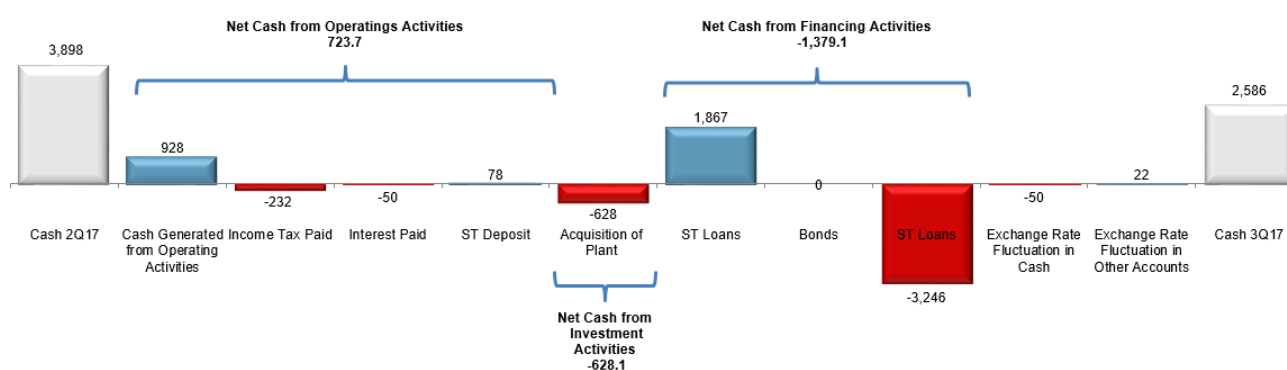 Net Cash from Operatings Activities
723.7
Net Cash from Financing Activities
-1,379.1
3,898
928
-232
-50
78
-628
1,867
0
-3,246
-50
22
2,586
Cash 2Q17
Cash Generated
from Operating
Activities
Income Tax Paid
Interest Paid
ST Deposit
Acquisition of
Plant
ST Loans
Bonds
ST Loans
Exchange Rate
Fluctuation in
Cash
Exchange Rate
Fluctuation in
Other Accounts
Cash 3Q17
Net Cash from
Investment
Activities
-628.1